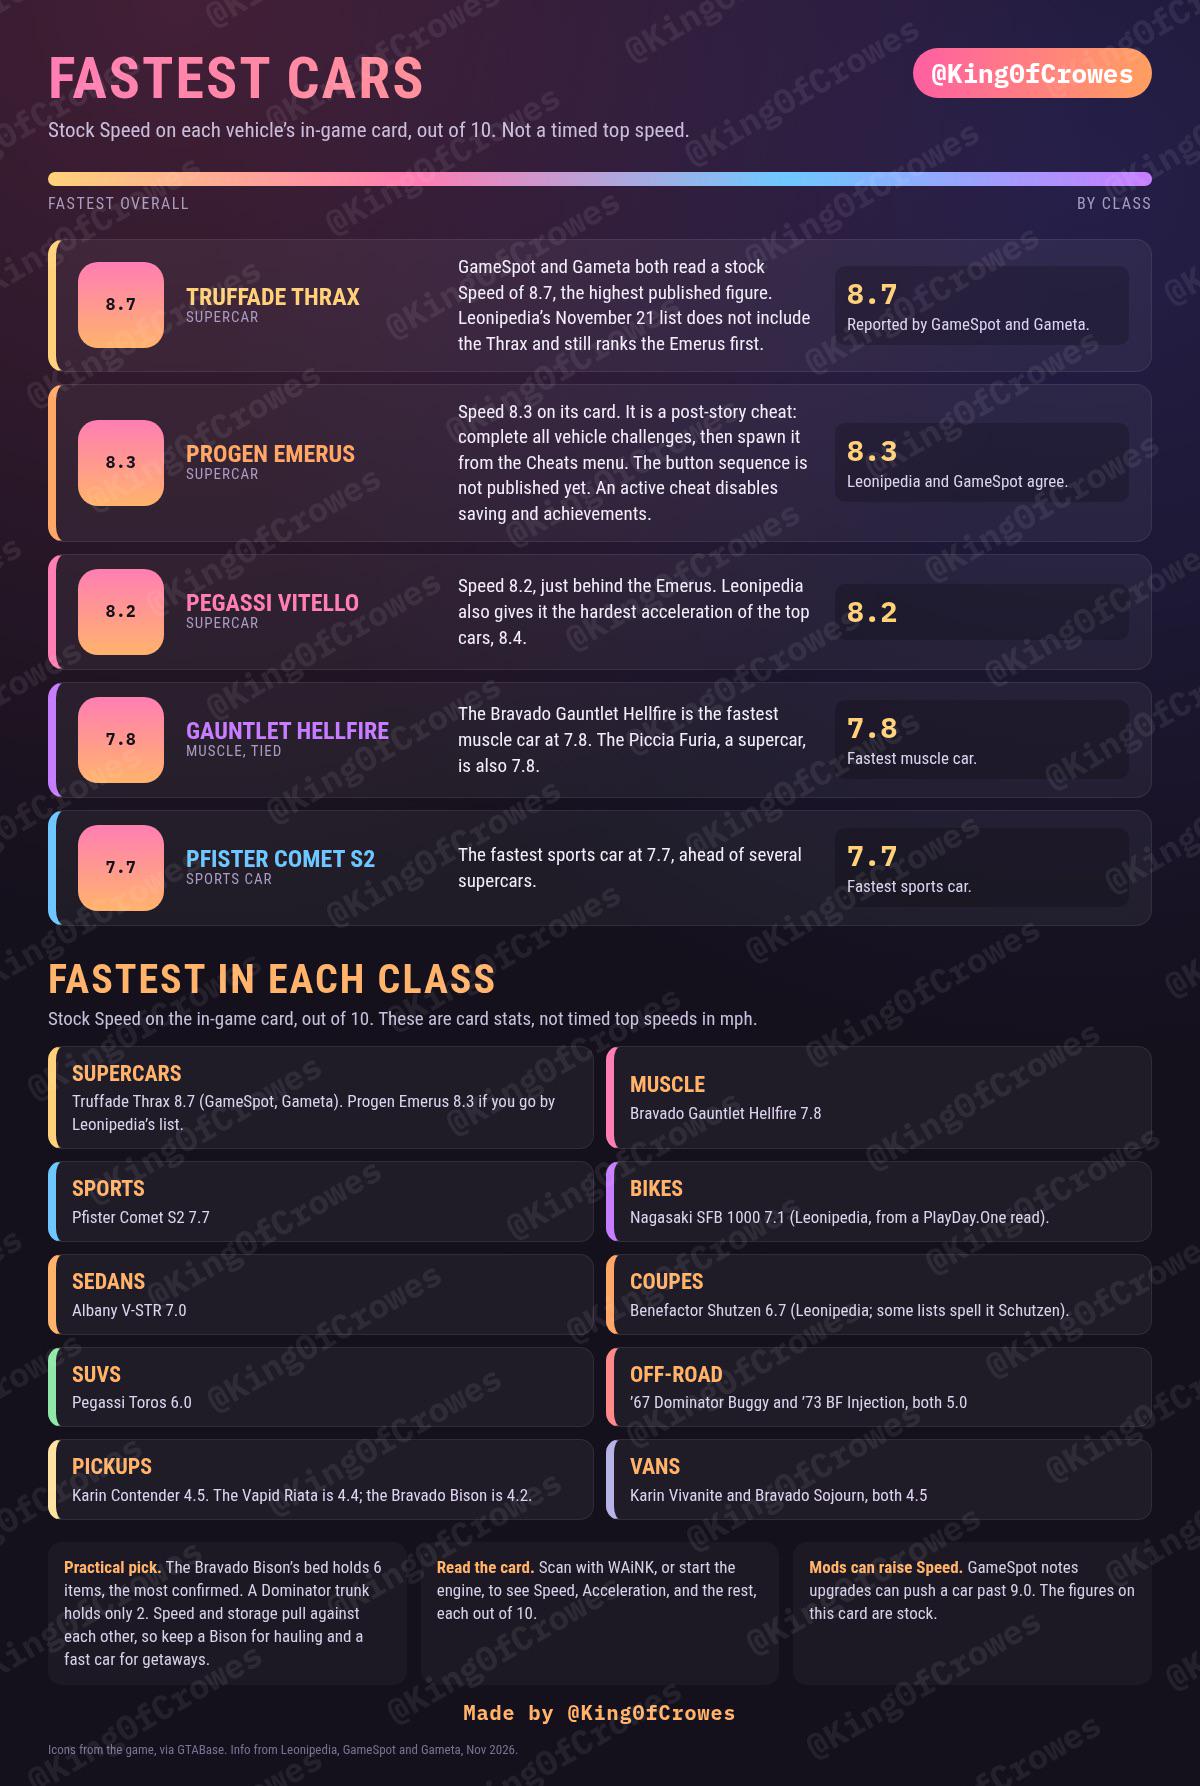 FASTEST CARS
@King0fCrowes
Stock Speed on each vehicle’s in-game card, out of 10. Not a timed top speed.
FASTEST OVERALL
BY CLASS
8.7
TRUFFADE THRAX
SUPERCAR
GameSpot and Gameta both read a stock
Speed of 8.7, the highest published figure.
Leonipedia’s November 21 list does not include
the Thrax and still ranks the Emerus first.
8.7
Reported by GameSpot and Gameta.
8.3
PROGEN EMERUS
SUPERCAR
Speed 8.3 on its card. It is a post-story cheat:
complete all vehicle challenges, then spawn it
from the Cheats menu. The button sequence is
not published yet. An active cheat disables
saving and achievements.
8.3
Leonipedia and GameSpot agree.
8.2
PEGASSI VITELLO
SUPERCAR
Speed 8.2, just behind the Emerus. Leonipedia
also gives it the hardest acceleration of the top
cars, 8.4.
8.2
7.8
GAUNTLET HELLFIRE
MUSCLE, TIED
The Bravado Gauntlet Hellfire is the fastest
muscle car at 7.8. The Piccia Furia, a supercar,
is also 7.8.
7.8
Fastest muscle car.
7.7
PFISTER COMET S2
SPORTS CAR
The fastest sports car at 7.7, ahead of several
supercars.
7.7
Fastest sports car.
FASTEST IN EACH CLASS
Stock Speed on the in-game card, out of 10. These are card stats, not timed top speeds in mph.
SUPERCARS
Truffade Thrax 8.7 (GameSpot, Gameta). Progen Emerus 8.3 if you go by
Leonipedia’s list.
MUSCLE
Bravado Gauntlet Hellfire 7.8
SPORTS
Pfister Comet S2 7.7
BIKES
Nagasaki SFB 1000 7.1 (Leonipedia, from a PlayDay.One read).
SEDANS
Albany V-STR 7.0
COUPES
Benefactor Shutzen 6.7 (Leonipedia; some lists spell it Schutzen).
SUVS
Pegassi Toros 6.0
OFF-ROAD
’67 Dominator Buggy and ’73 BF Injection, both 5.0
PICKUPS
Karin Contender 4.5. The Vapid Riata is 4.4; the Bravado Bison is 4.2.
VANS
Karin Vivanite and Bravado Sojourn, both 4.5
Practical pick. The Bravado Bison’s bed holds 6
items, the most confirmed. A Dominator trunk
holds only 2. Speed and storage pull against
each other, so keep a Bison for hauling and a
fast car for getaways.
Read the card. Scan with WAiNK, or start the
engine, to see Speed, Acceleration, and the rest,
each out of 10.
Mods can raise Speed. GameSpot notes
upgrades can push a car past 9.0. The figures on
this card are stock.
Made by @King0fCrowes
Icons from the game, via GTABase. Info from Leonipedia, GameSpot and Gameta, Nov 2026.